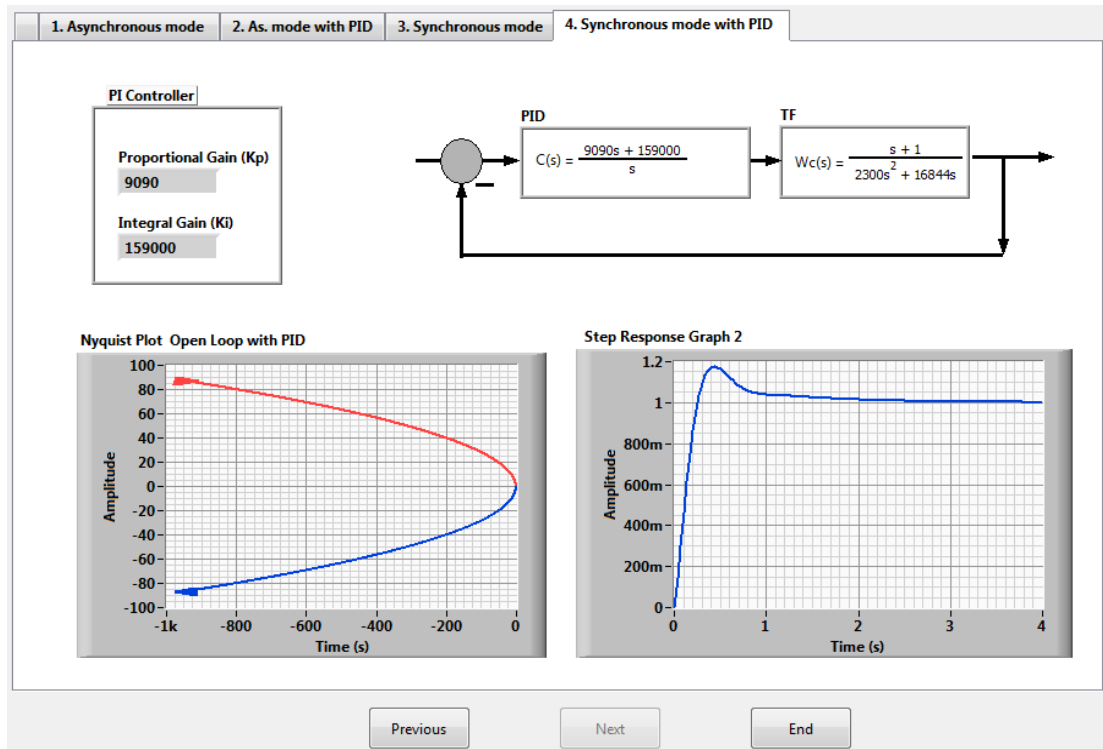 1. Asynchronous mode
2. As. mode with PID
3. Synchronous mode
4. Synchronous mode with PID
PI Controller
Proportional Gain (Kp)
9090
Integral Gain (Ki)
159000
PID
C(s) = 9090s + 159000 / s
TF
Wc(s) = s + 1 / 2300s² + 16844s
Nyquist Plot Open Loop with PID
100
80
60
40
20
0
-20
-40
-60
-80
-100
Amplitude
-1k -800 -600 -400 -200 0
Time (s)
Step Response Graph 2
1.2
1
800m
600m
400m
200m
0
Amplitude
0 1 2 3 4
Time (s)
Previous
Next
End